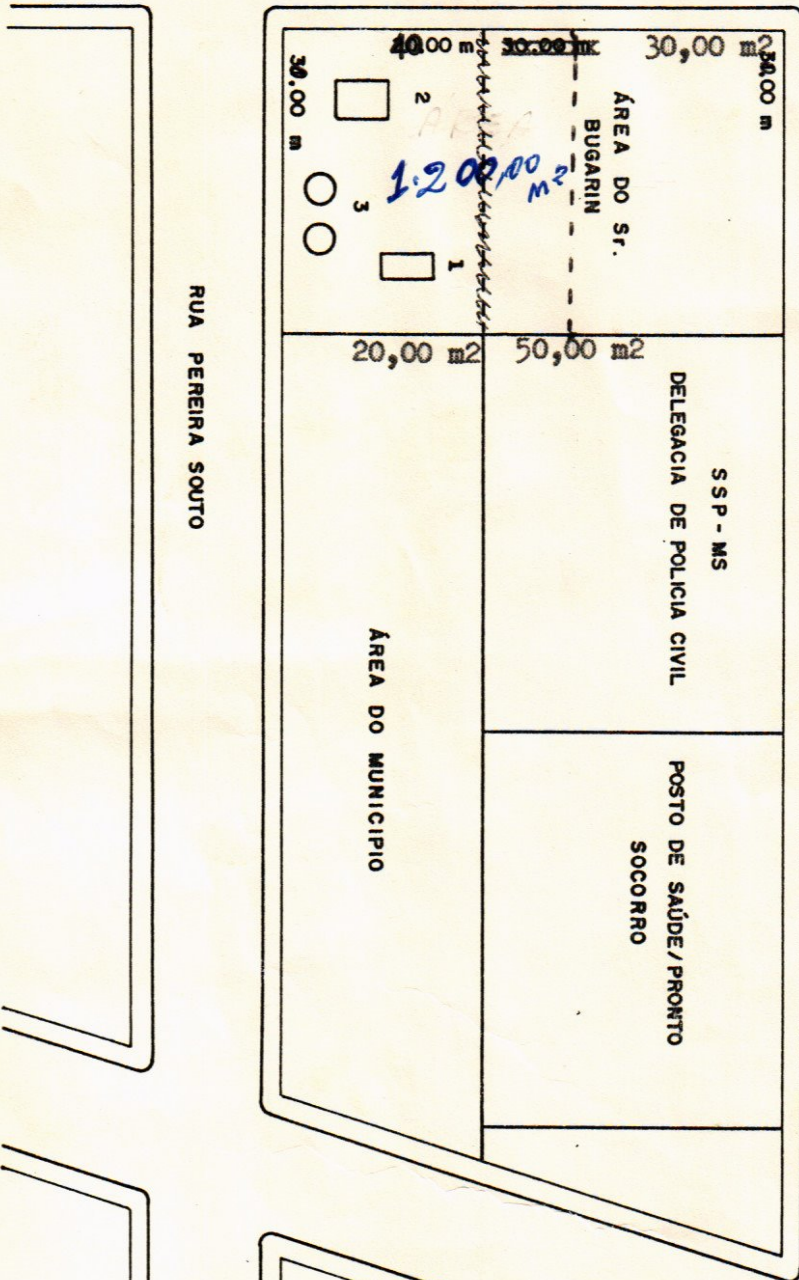 40.00 m
30,00 m2
30.00 m
30.00 m
2
ÁREA
1.200,00
m²
ÁREA DO Sr.
BUGARIN
3
1
20,00 m2
50,00 m2
RUA PEREIRA SOUTO
SSP-MS
DELEGACIA DE POLICIA CIVIL
ÁREA DO MUNICIPIO
POSTO DE SAÚDE/PRONTO
SOCORRO